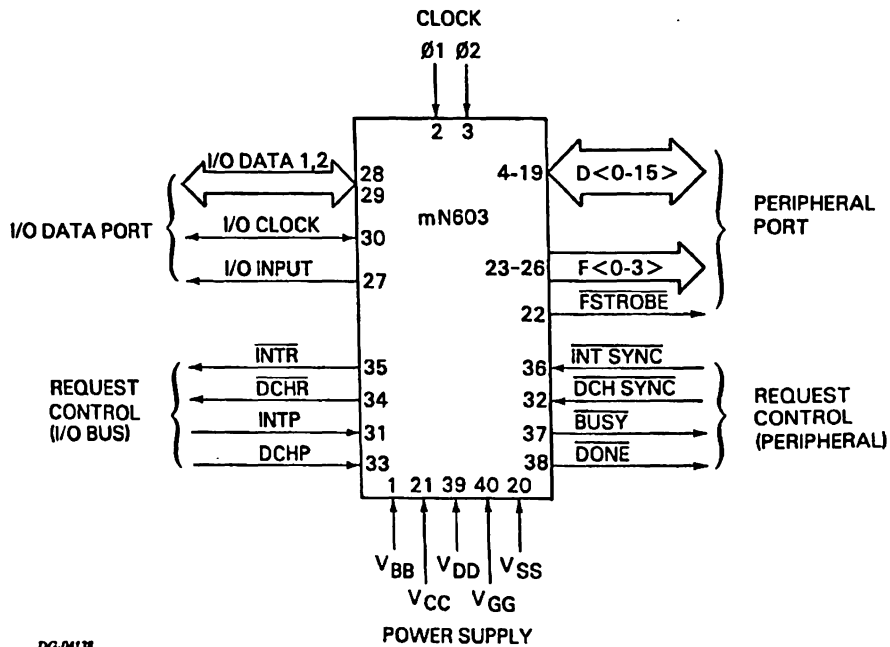 CLOCK
Ø1 Ø2
2 3
I/O DATA PORT
I/O DATA 1,2
28
29
I/O CLOCK
30
I/O INPUT
27
mN603
4-19
D<0-15>
23-26
F<0-3>
22
FSTROBE
PERIPHERAL
PORT
REQUEST
CONTROL
(I/O BUS)
INTR
35
DCHR
34
INTP
31
DCHP
33
36
INT SYNC
32
DCH SYNC
37
BUSY
38
DONE
REQUEST
CONTROL
(PERIPHERAL)
1 21 39 40 20
VBB VDD VSS
VCC VGG
POWER SUPPLY